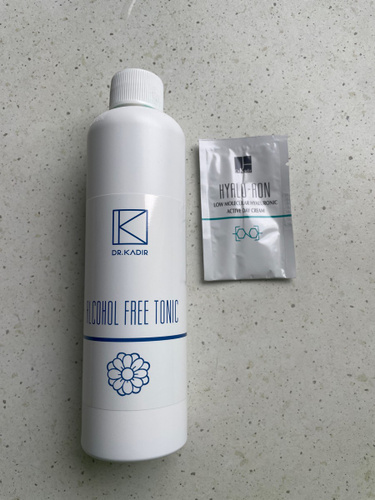 K
DR.KADIR
ALCOHOL FREE TONIC
K
HYALU-RON
LOW MOLECULAR HYALURONIC
ACTIVE DAY CREAM